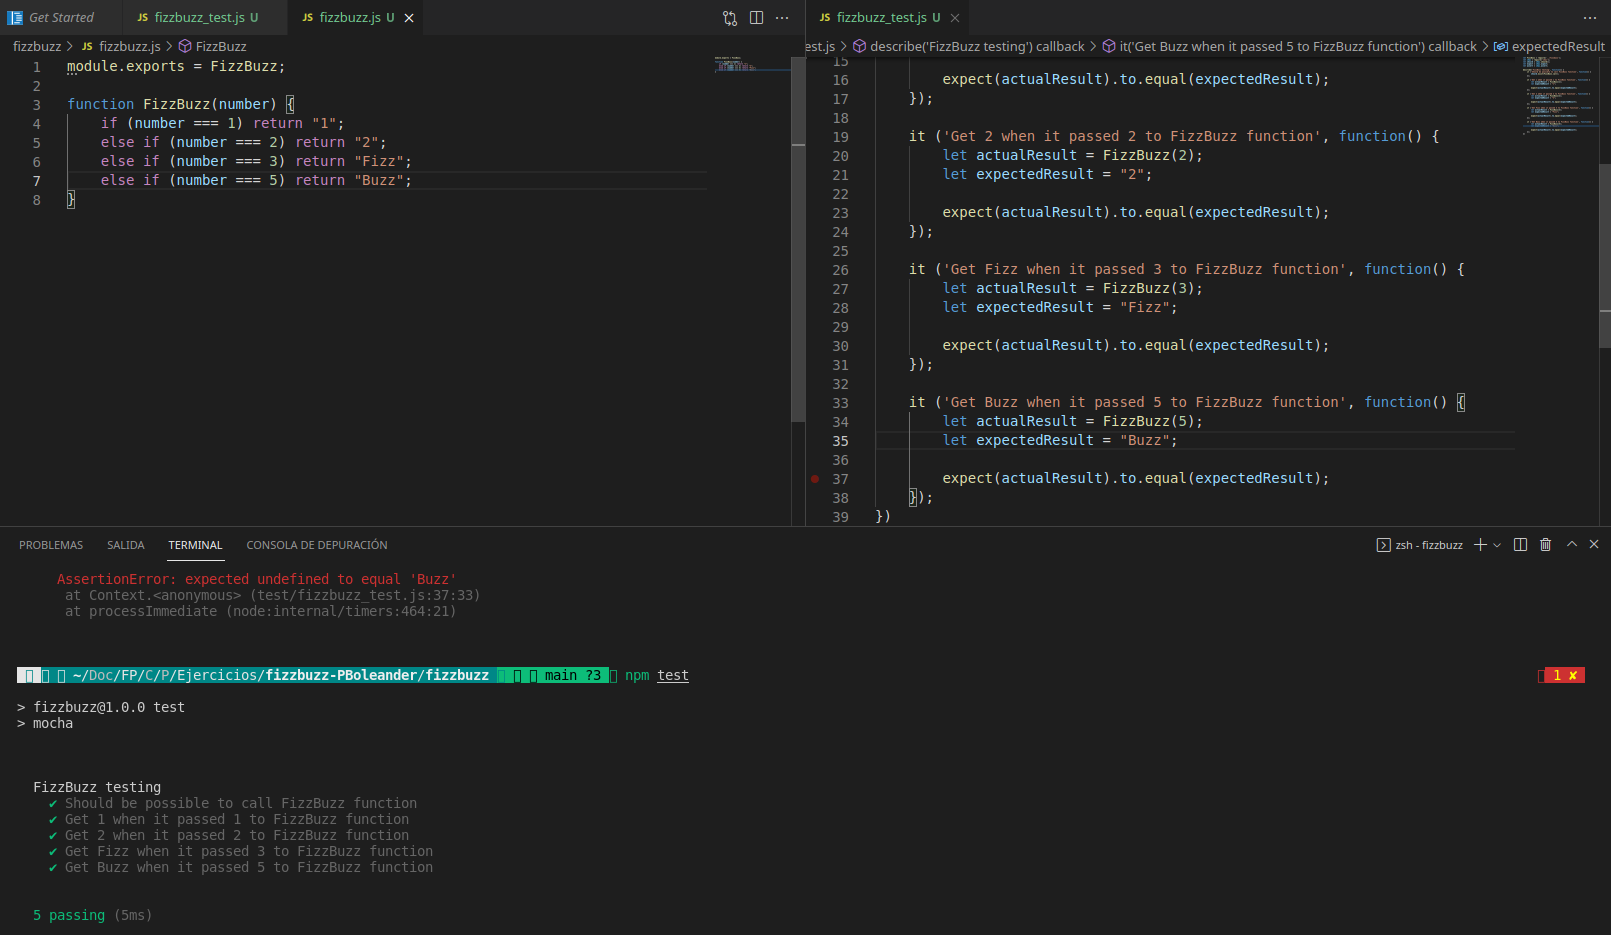 Get Started
JS fizzbuzz_test.js U
JS fizzbuzz.js U
fizzbuzz > JS fizzbuzz.js > FizzBuzz
1 module.exports = FizzBuzz;
2
3 function FizzBuzz(number) {
4 if (number === 1) return "1";
5 else if (number === 2) return "2";
6 else if (number === 3) return "Fizz";
7 else if (number === 5) return "Buzz";
8 }
JS fizzbuzz_test.js U
est.js > describe('FizzBuzz testing') callback > it('Get Buzz when it passed 5 to FizzBuzz function') callback > expectedResult
15
16 expect(actualResult).to.equal(expectedResult);
17 });
18
19 it ('Get 2 when it passed 2 to FizzBuzz function', function() {
20 let actualResult = FizzBuzz(2);
21 let expectedResult = "2";
22
23 expect(actualResult).to.equal(expectedResult);
24 });
25
26 it ('Get Fizz when it passed 3 to FizzBuzz function', function() {
27 let actualResult = FizzBuzz(3);
28 let expectedResult = "Fizz";
29
30 expect(actualResult).to.equal(expectedResult);
31 });
32
33 it ('Get Buzz when it passed 5 to FizzBuzz function', function() {
34 let actualResult = FizzBuzz(5);
35 let expectedResult = "Buzz";
36
37 expect(actualResult).to.equal(expectedResult);
38 });
39 })
PROBLEMAS SALIDA TERMINAL CONSOLA DE DEPURACIÓN
zsh - fizzbuzz
AssertionError: expected undefined to equal 'Buzz'
at Context.<anonymous> (test/fizzbuzz_test.js:37:33)
at processImmediate (node:internal/timers:464:21)
~/Doc/FP/C/P/Ejercicios/fizzbuzz-PBoleander/fizzbuzz main ?3 npm test 1 ✘
> fizzbuzz@1.0.0 test
> mocha
FizzBuzz testing
✔ Should be possible to call FizzBuzz function
✔ Get 1 when it passed 1 to FizzBuzz function
✔ Get 2 when it passed 2 to FizzBuzz function
✔ Get Fizz when it passed 3 to FizzBuzz function
✔ Get Buzz when it passed 5 to FizzBuzz function
5 passing (5ms)